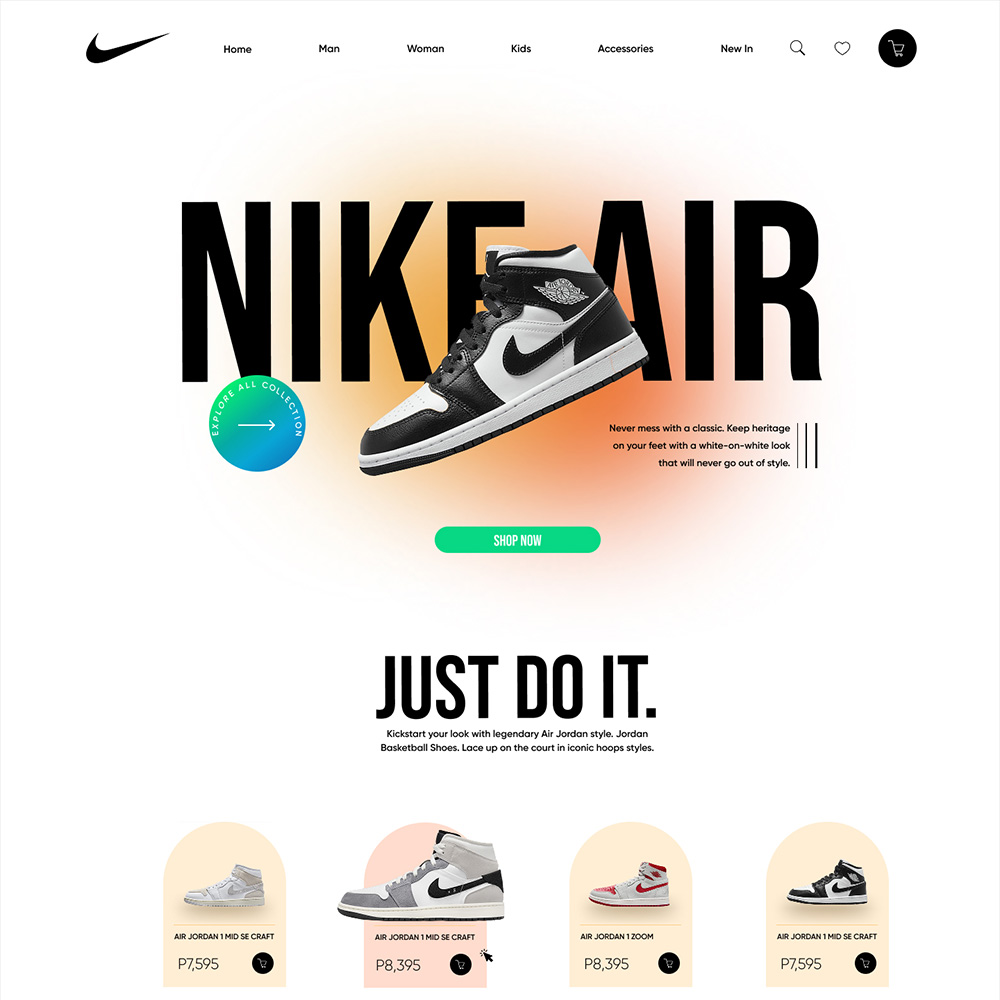 Home Man Woman Kids Accessories New In
NIKE AIR
EXPLORE ALL COLLECTION
Never mess with a classic. Keep heritage
on your feet with a white-on-white look
that will never go out of style.
SHOP NOW
JUST DO IT.
Kickstart your look with legendary Air Jordan style. Jordan
Basketball Shoes. Lace up on the court in iconic hoops styles.
AIR JORDAN 1 MID SE CRAFT
P7,595
AIR JORDAN 1 MID SE CRAFT
P8,395
AIR JORDAN 1 ZOOM
P8,395
AIR JORDAN 1 MID SE CRAFT
P7,595